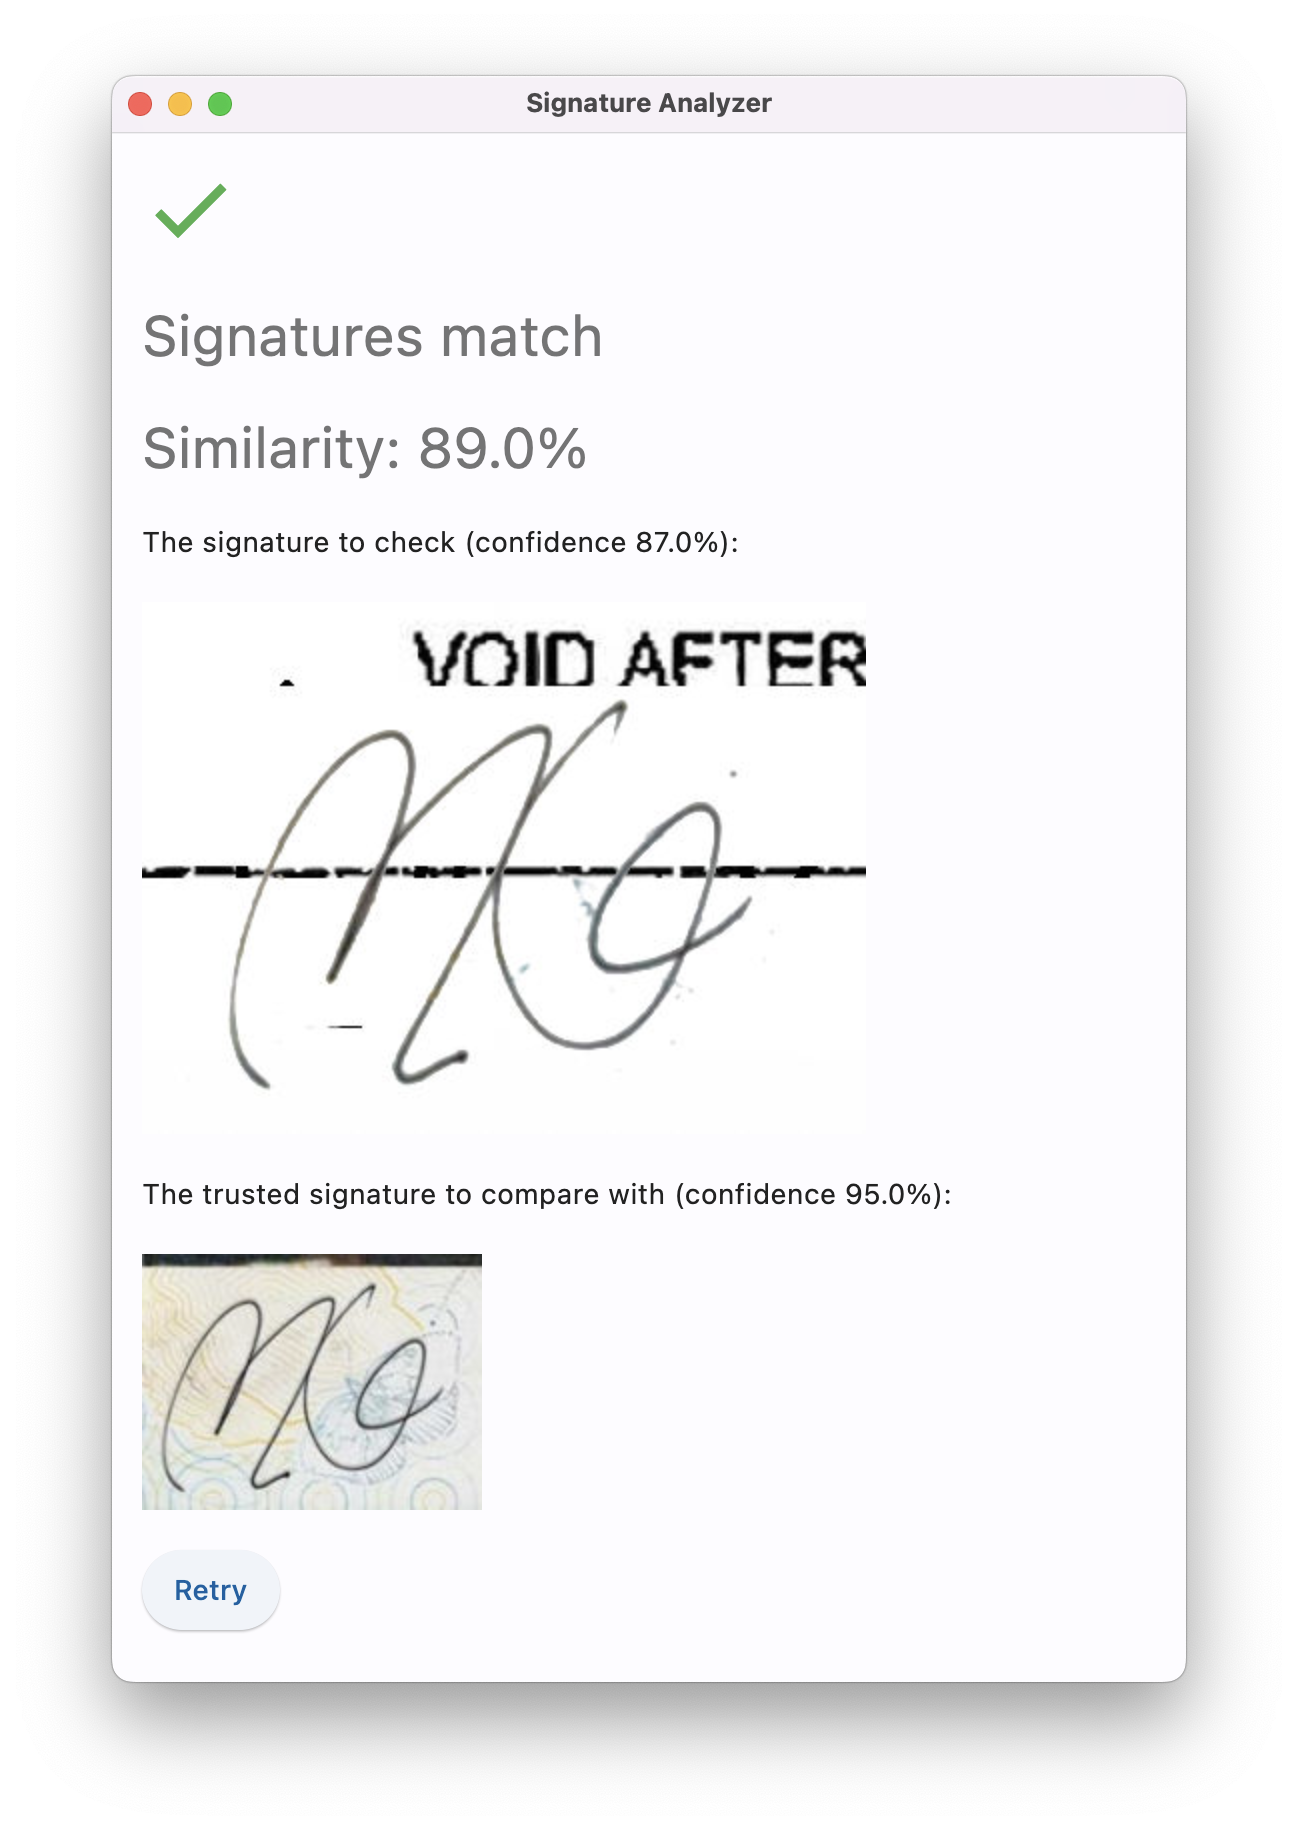 Signature Analyzer
Signatures match
Similarity: 89.0%
The signature to check (confidence 87.0%):
VOID AFTER
The trusted signature to compare with (confidence 95.0%):
Retry